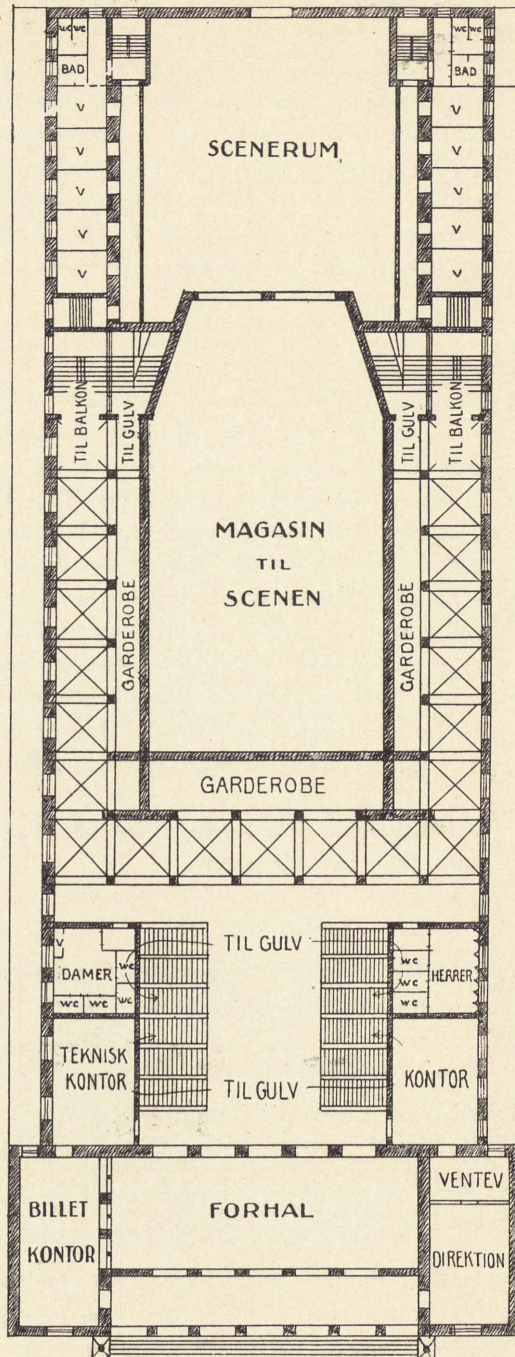 WC WC
WC WC
BAD
BAD
SCENERUM
V
V
V
V
V
V
V
V
V
V
TIL BALKON
TIL GULV
TIL GULV
TIL BALKON
MAGASIN
TIL
SCENEN
GARDEROBE
GARDEROBE
GARDEROBE
TIL GULV
V
DAMER
WC
WC WC
WC
WC
WC
WC
HERRER
TEKNISK
KONTOR
TIL GULV
KONTOR
BILLET
KONTOR
FORHAL
VENTEV
DIREKTION